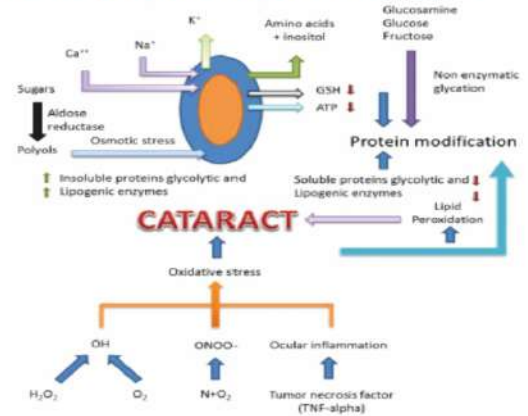 K⁺
Amino acids
+ inositol
Glucosamine
Glucose
Fructose
Ca⁺⁺
Na⁺
Sugars
GSH
ATP
Non enzymatic
glycation
Aldose
reductase
Polyols
Osmotic stress
Protein modification
Insoluble proteins glycolytic and
Lipogenic enzymes
Soluble proteins glycolytic and
Lipogenic enzymes
CATARACT
Lipid
Peroxidation
Oxidative stress
OH
ONOO-
Ocular inflammation
H₂O₂
O₂
N+O₂
Tumor necrosis factor
(TNF-alpha)